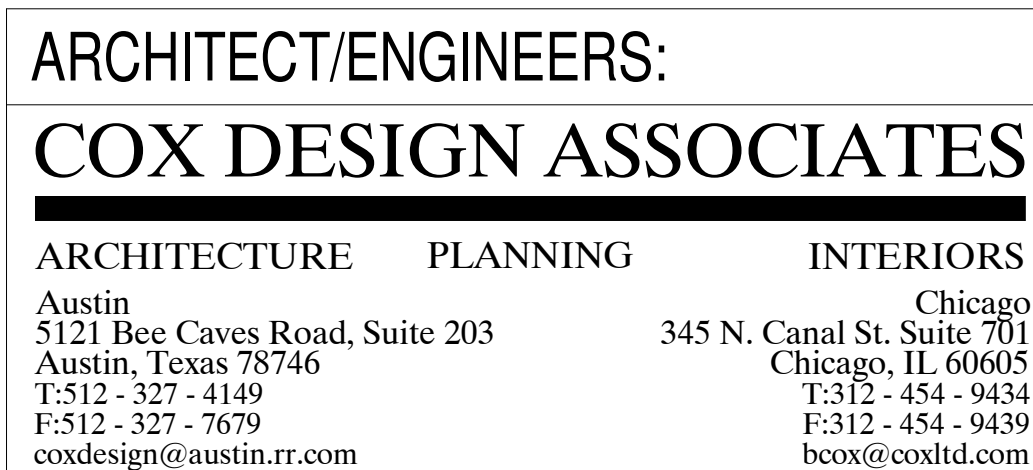 ARCHITECT/ENGINEERS:
COX DESIGN ASSOCIATES
ARCHITECTURE PLANNING INTERIORS
Austin
5121 Bee Caves Road, Suite 203
Austin, Texas 78746
T:512 - 327 - 4149
F:512 - 327 - 7679
coxdesign@austin.rr.com
Chicago
345 N. Canal St. Suite 701
Chicago, IL 60605
T:312 - 454 - 9434
F:312 - 454 - 9439
bcox@coxltd.com